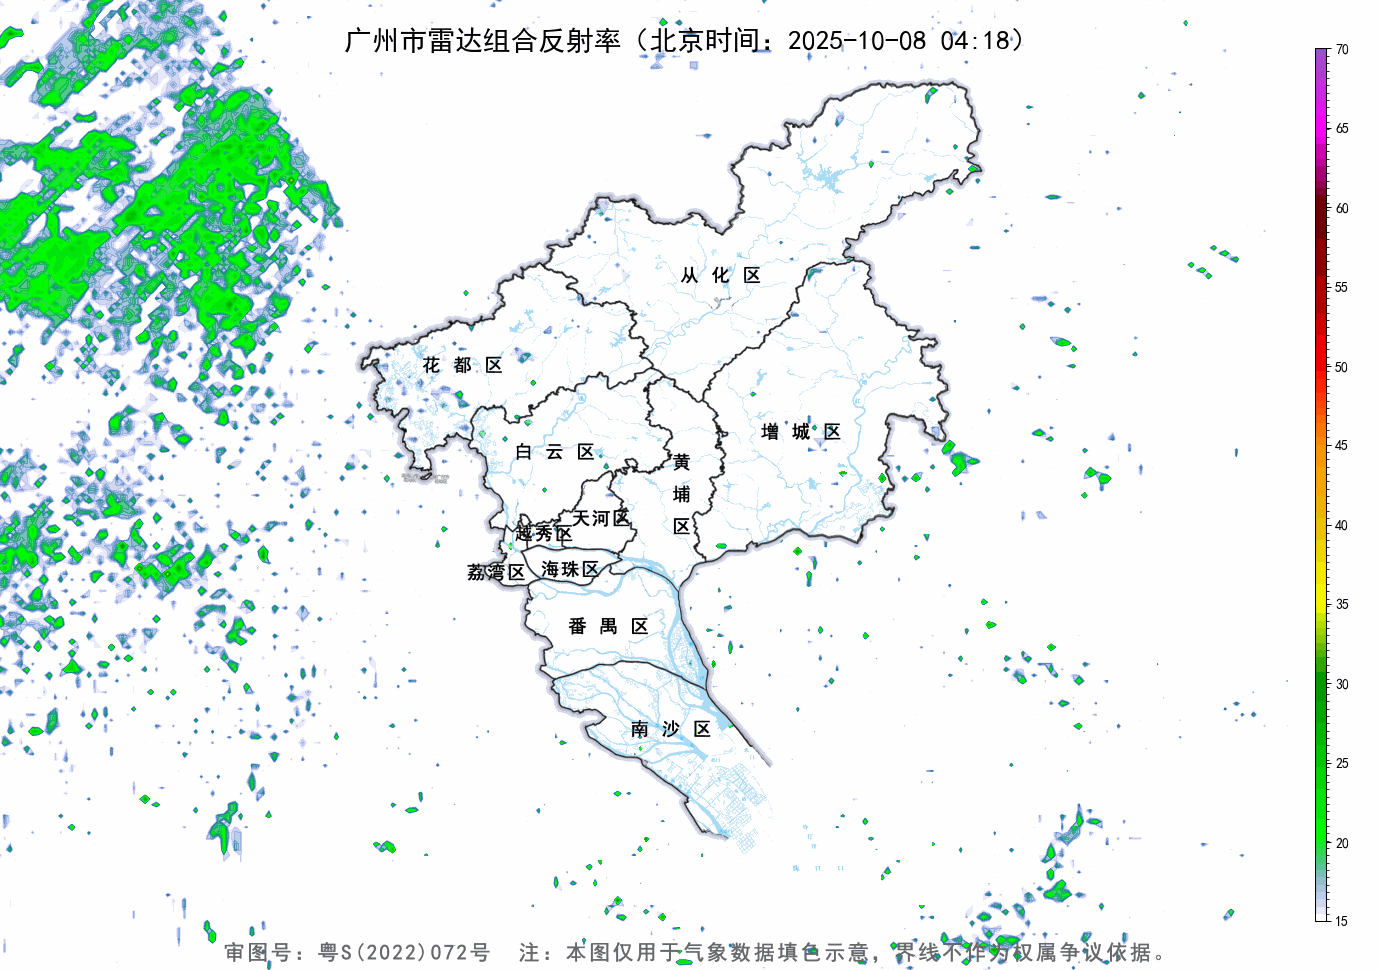 广州市雷达组合反射率（北京时间：2025-10-08 04:18）
70
65
60
55
50
45
40
35
30
25
20
15
从化区
花都区
增城区
白云区
黄埔区
天河区
越秀区
荔湾区
海珠区
番禺区
南沙区
审图号：粤S(2022)072号 注：本图仅用于气象数据填色示意，界线不作为权属争议依据。